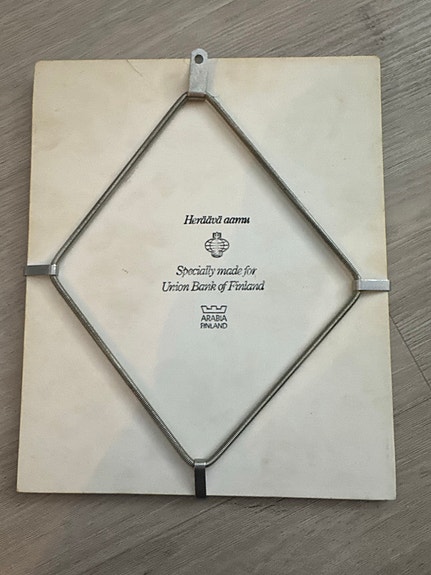 Heräävä aamu
Specially made for
Union Bank of Finland
ARABIA
FINLAND